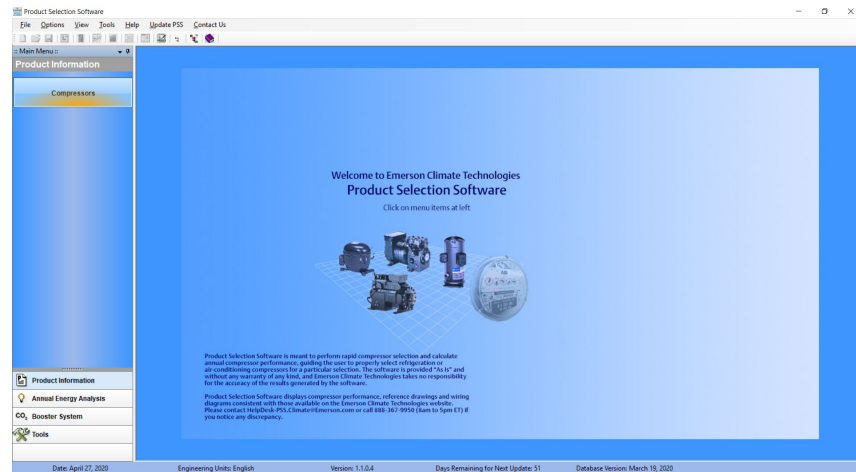 Product Selection Software
File Options View Tools Help Update PSS Contact Us
:: Main Menu ::
Product Information
Compressors
Welcome to Emerson Climate Technologies
Product Selection Software
Click on menu items at left
Product Selection Software is meant to perform rapid compressor selection and calculate
annual compressor performance, guiding the user to properly select refrigeration or
air-conditioning compressors for a particular selection. The software is provided "As Is" and
without any warranty of any kind, and Emerson Climate Technologies takes no responsibility
for the accuracy of the results generated by the software.
Product Selection Software displays compressor performance, reference drawings and wiring
diagrams consistent with those available on the Emerson Climate Technologies website.
Please contact HelpDesk-PSS.Climate@Emerson.com or call 888-367-9950 (8am to 5pm ET) if
you notice any discrepancy.
Product Information
Annual Energy Analysis
CO₂ Booster System
Tools
Date: April 27, 2020 Engineering Units: English Version: 1.1.0.4 Days Remaining for Next Update: 51 Database Version: March 19, 2020